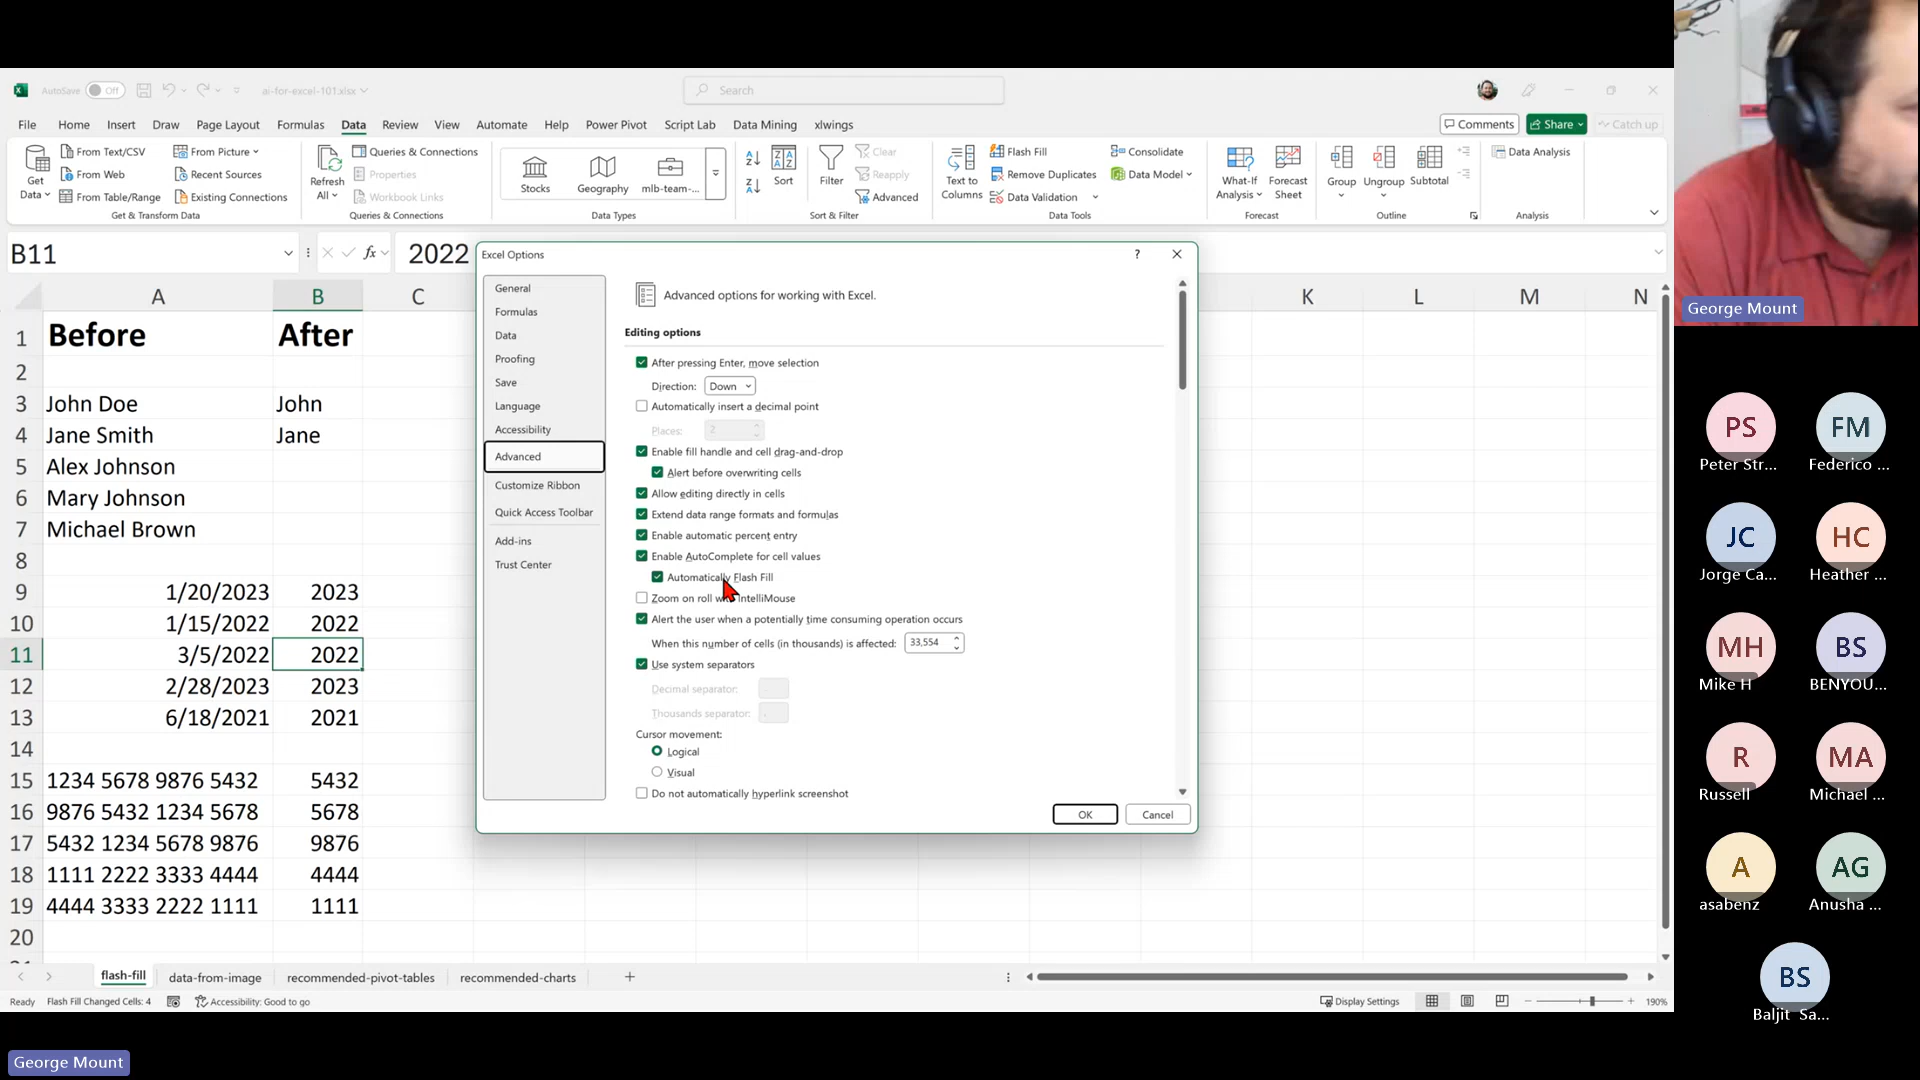 AutoSave Off ai-for-excel-101.xlsx Search
File Home Insert Draw Page Layout Formulas Data Review View Automate Help Power Pivot Script Lab Data Mining xlwings Comments Share Catch up
Get Data
From Text/CSV
From Web
From Table/Range
From Picture
Recent Sources
Existing Connections
Get & Transform Data
Refresh All
Queries & Connections
Properties
Workbook Links
Queries & Connections
Stocks Geography mlb-team-...
Data Types
Sort
Filter
Clear
Reapply
Advanced
Sort & Filter
Text to Columns
Flash Fill
Remove Duplicates
Data Validation
Consolidate
Data Model
Data Tools
What-If Analysis
Forecast Sheet
Forecast
Group Ungroup Subtotal
Outline
Data Analysis
Analysis
B11 fx 2022
A B C K L M N
1 Before After
2
3 John Doe John
4 Jane Smith Jane
5 Alex Johnson
6 Mary Johnson
7 Michael Brown
8
9 1/20/2023 2023
10 1/15/2022 2022
11 3/5/2022 2022
12 2/28/2023 2023
13 6/18/2021 2021
14
15 1234 5678 9876 5432 5432
16 9876 5432 1234 5678 5678
17 5432 1234 5678 9876 9876
18 1111 2222 3333 4444 4444
19 4444 3333 2222 1111 1111
20
Excel Options ?
General
Formulas
Data
Proofing
Save
Language
Accessibility
Advanced
Customize Ribbon
Quick Access Toolbar
Add-ins
Trust Center
Advanced options for working with Excel.
Editing options
After pressing Enter, move selection
Direction: Down
Automatically insert a decimal point
Places: 2
Enable fill handle and cell drag-and-drop
Alert before overwriting cells
Allow editing directly in cells
Extend data range formats and formulas
Enable automatic percent entry
Enable AutoComplete for cell values
Automatically Flash Fill
Zoom on roll with IntelliMouse
Alert the user when a potentially time consuming operation occurs
When this number of cells (in thousands) is affected: 33,554
Use system separators
Decimal separator:
Thousands separator:
Cursor movement:
Logical
Visual
Do not automatically hyperlink screenshot
OK Cancel
flash-fill data-from-image recommended-pivot-tables recommended-charts
Ready Flash Fill Changed Cells: 4 Accessibility: Good to go Display Settings 190%
George Mount
George Mount
PS FM
Peter Str... Federico ...
JC HC
Jorge Ca... Heather ...
MH BS
Mike H BENYOU...
R MA
Russell Michael ...
A AG
asabenz Anusha ...
BS
Baljit Sa...